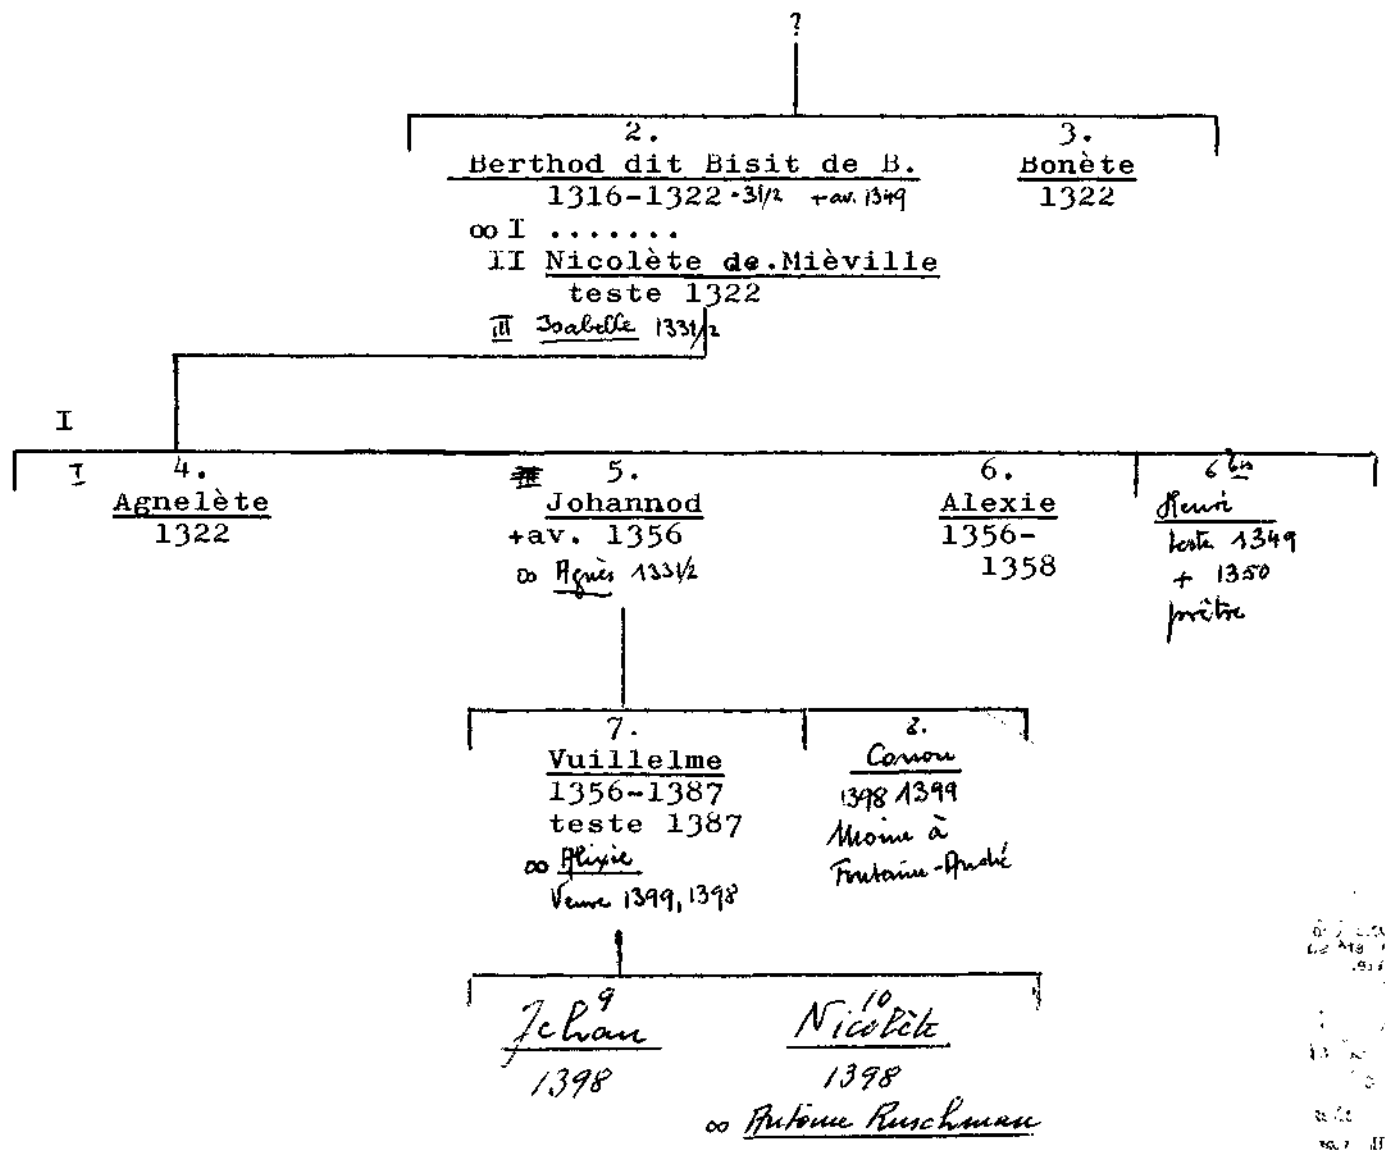 ?
2.
Berthod dit Bisit de B.
1316-1322 -31/2 +av. 1349
∞ I .......
II Nicolète de.Mièville
teste 1322
III Isabelle 1331/2
3.
Bonète
1322
I
I 4.
Agnelète
1322
5.
Johannod
+av. 1356
∞ Agnès 1331/2
6.
Alexie
1356-
1358
6 bis
Henri
teste 1349
+ 1350
prêtre
7.
Vuillelme
1356-1387
teste 1387
∞ Alixie
Veuve 1399, 1398
8.
Conon
1398 1399
Moine à
Fontaine-André
9
Jehan
1398
10
Nicolète
1398
∞ Antoine Ruschman